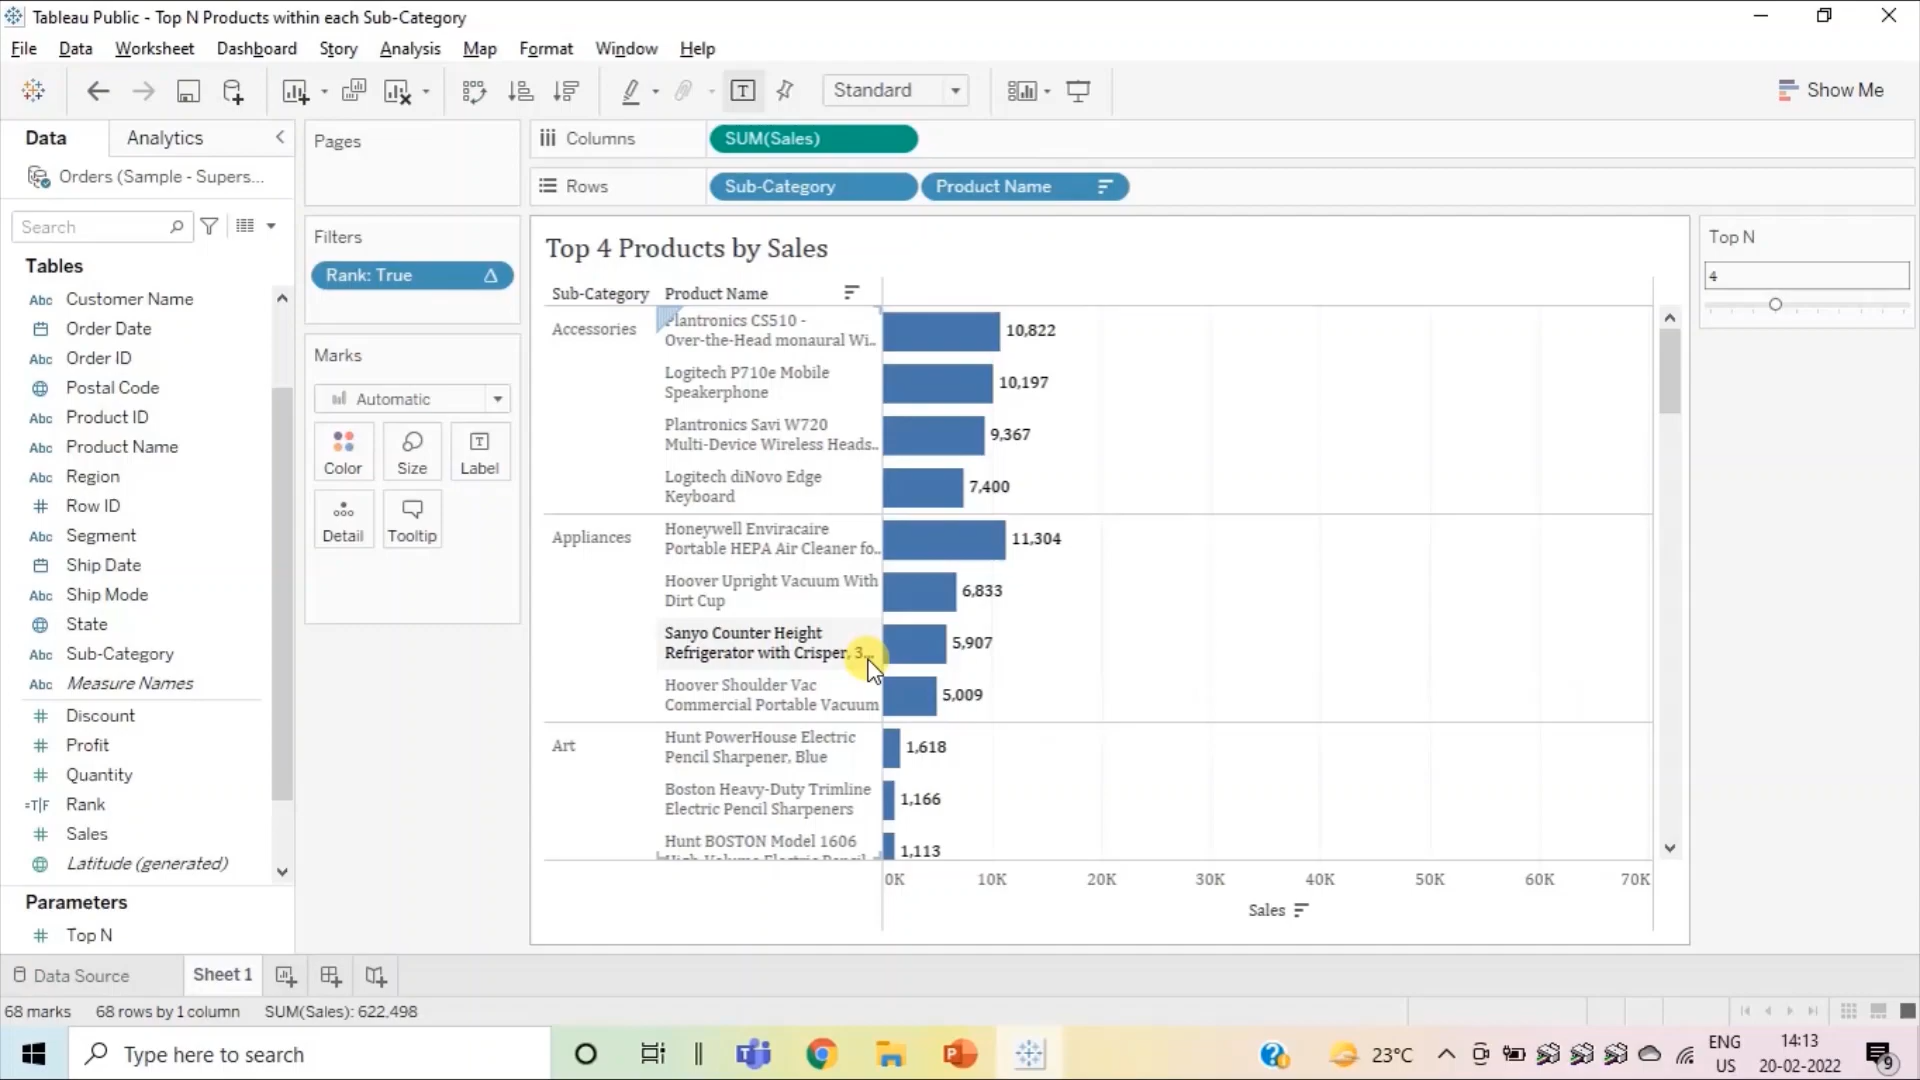 Tableau Public - Top N Products within each Sub-Category
File Data Worksheet Dashboard Story Analysis Map Format Window Help
Standard
Show Me
Data Analytics
Orders (Sample - Supers...
Search
Tables
Customer Name
Order Date
Order ID
Postal Code
Product ID
Product Name
Region
Row ID
Segment
Ship Date
Ship Mode
State
Sub-Category
Measure Names
Discount
Profit
Quantity
Rank
Sales
Latitude (generated)
Parameters
Top N
Pages
Filters
Rank: True
Marks
Automatic
Color Size Label
Detail Tooltip
Columns SUM(Sales)
Rows Sub-Category Product Name
Top 4 Products by Sales
Sub-Category Product Name
Accessories
Plantronics CS510 -
Over-the-Head monaural Wi..
10,822
Logitech P710e Mobile
Speakerphone
10,197
Plantronics Savi W720
Multi-Device Wireless Heads..
9,367
Logitech diNovo Edge
Keyboard
7,400
Appliances
Honeywell Enviracaire
Portable HEPA Air Cleaner fo..
11,304
Hoover Upright Vacuum With
Dirt Cup
6,833
Sanyo Counter Height
Refrigerator with Crisper, 3..
5,907
Hoover Shoulder Vac
Commercial Portable Vacuum
5,009
Art
Hunt PowerHouse Electric
Pencil Sharpener, Blue
1,618
Boston Heavy-Duty Trimline
Electric Pencil Sharpeners
1,166
Hunt BOSTON Model 1606
1,113
0K 10K 20K 30K 40K 50K 60K 70K
Sales
Top N
4
Data Source Sheet 1
68 marks 68 rows by 1 column SUM(Sales): 622,498
Type here to search
23°C
ENG
US
14:13
20-02-2022
9